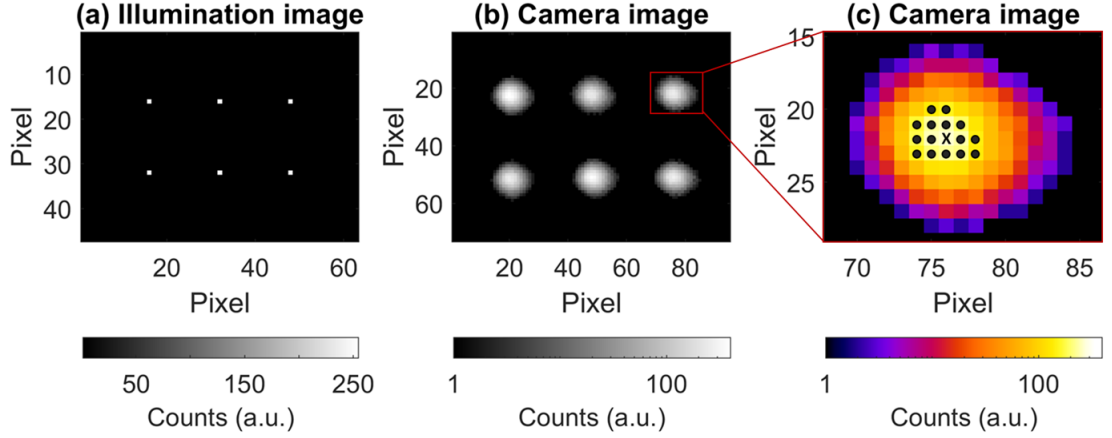 (a) Illumination image
10
20
30
40
Pixel
20 40 60
Pixel
50 150 250
Counts (a.u.)
(b) Camera image
20
40
60
Pixel
20 40 60 80
Pixel
1 100
Counts (a.u.)
(c) Camera image
15
20
25
Pixel
X
70 75 80 85
Pixel
1 100
Counts (a.u.)